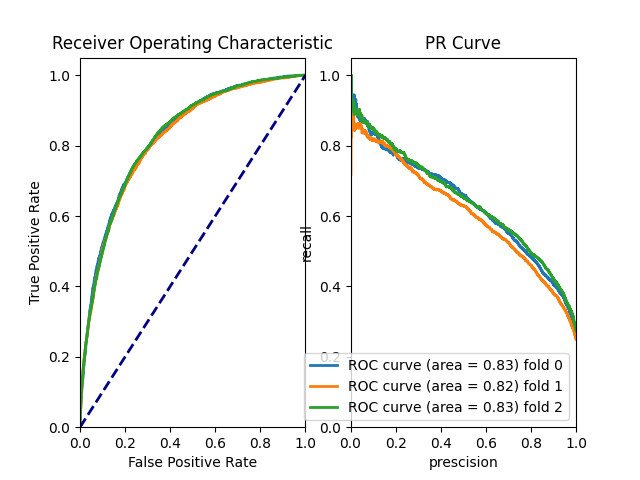 Receiver Operating Characteristic
PR Curve
True Positive Rate
1.0
0.8
0.6
0.4
0.2
0.0
0.0 0.2 0.4 0.6 0.8 1.0
False Positive Rate
recall
1.0
0.8
0.6
0.4
0.2
0.0
0.0 0.2 0.4 0.6 0.8 1.0
prescision
ROC curve (area = 0.83) fold 0
ROC curve (area = 0.82) fold 1
ROC curve (area = 0.83) fold 2